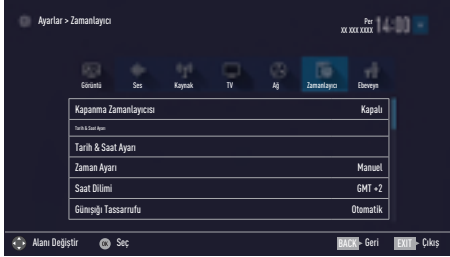 Ayarlar > Zamanlayıcı
Per
XX XXX XXXX
14:00
Görüntü Ses Kaynak TV Ağ Zamanlayıcı Ebeveyn
Kapanma Zamanlayıcısı Kapalı
Tarih & Saat Ayarı
Tarih & Saat Ayarı
Zaman Ayarı Manuel
Saat Dilimi GMT +2
Günışığı Tassarrufu Otomatik
Alanı Değiştir OK Seç BACK Geri EXIT Çıkış